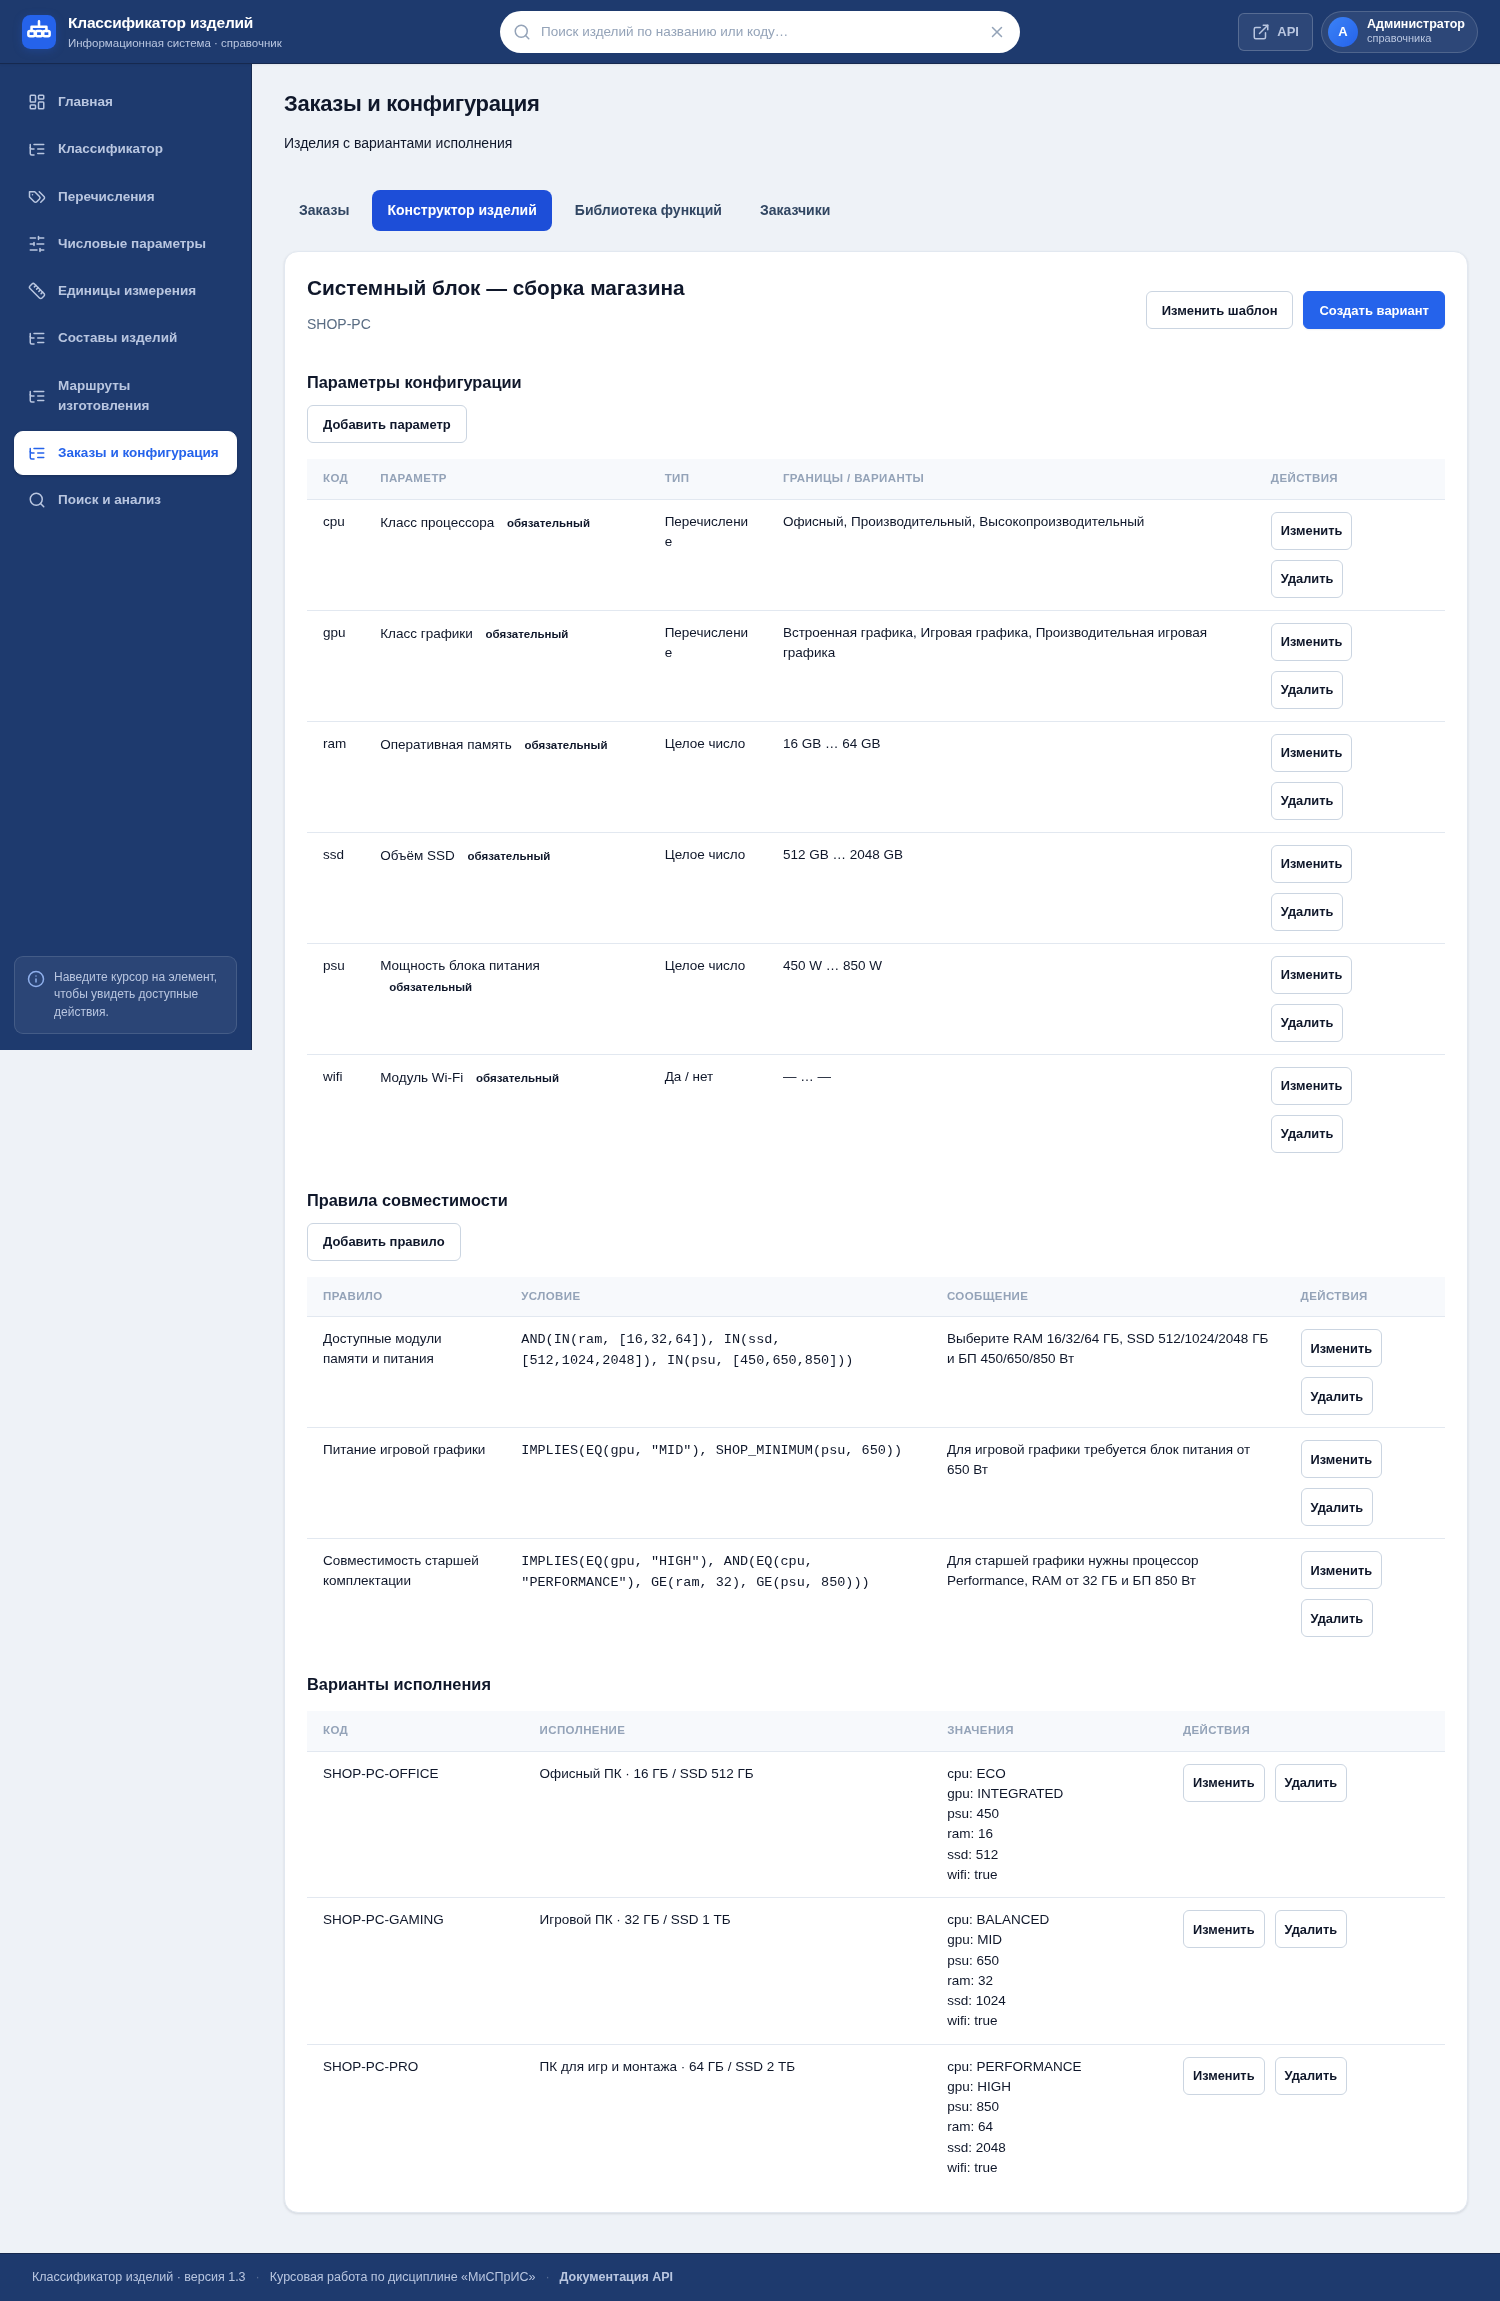 Классификатор изделий
Информационная система · справочник
Поиск изделий по названию или коду…
API
А
Администратор
справочника
Главная
Классификатор
Перечисления
Числовые параметры
Единицы измерения
Составы изделий
Маршруты
изготовления
Заказы и конфигурация
Поиск и анализ
Наведите курсор на элемент,
чтобы увидеть доступные
действия.
Заказы и конфигурация
Изделия с вариантами исполнения
Заказы Конструктор изделий Библиотека функций Заказчики
Системный блок — сборка магазина
SHOP-PC
Изменить шаблон Создать вариант
Параметры конфигурации
Добавить параметр
КОД ПАРАМЕТР ТИП ГРАНИЦЫ / ВАРИАНТЫ ДЕЙСТВИЯ
cpu Класс процессора обязательный Перечислени Офисный, Производительный, Высокопроизводительный Изменить
е
Удалить
gpu Класс графики обязательный Перечислени Встроенная графика, Игровая графика, Производительная игровая Изменить
е графика
Удалить
ram Оперативная память обязательный Целое число 16 GB … 64 GB Изменить
Удалить
ssd Объём SSD обязательный Целое число 512 GB … 2048 GB Изменить
Удалить
psu Мощность блока питания Целое число 450 W … 850 W Изменить
обязательный
Удалить
wifi Модуль Wi-Fi обязательный Да / нет — … — Изменить
Удалить
Правила совместимости
Добавить правило
ПРАВИЛО УСЛОВИЕ СООБЩЕНИЕ ДЕЙСТВИЯ
Доступные модули AND(IN(ram, [16,32,64]), IN(ssd, Выберите RAM 16/32/64 ГБ, SSD 512/1024/2048 ГБ Изменить
памяти и питания [512,1024,2048]), IN(psu, [450,650,850])) и БП 450/650/850 Вт
Удалить
Питание игровой графики IMPLIES(EQ(gpu, "MID"), SHOP_MINIMUM(psu, 650)) Для игровой графики требуется блок питания от Изменить
650 Вт
Удалить
Совместимость старшей IMPLIES(EQ(gpu, "HIGH"), AND(EQ(cpu, Для старшей графики нужны процессор Изменить
комплектации "PERFORMANCE"), GE(ram, 32), GE(psu, 850))) Performance, RAM от 32 ГБ и БП 850 Вт
Удалить
Варианты исполнения
КОД ИСПОЛНЕНИЕ ЗНАЧЕНИЯ ДЕЙСТВИЯ
SHOP-PC-OFFICE Офисный ПК · 16 ГБ / SSD 512 ГБ cpu: ECO Изменить Удалить
gpu: INTEGRATED
psu: 450
ram: 16
ssd: 512
wifi: true
SHOP-PC-GAMING Игровой ПК · 32 ГБ / SSD 1 ТБ cpu: BALANCED Изменить Удалить
gpu: MID
psu: 650
ram: 32
ssd: 1024
wifi: true
SHOP-PC-PRO ПК для игр и монтажа · 64 ГБ / SSD 2 ТБ cpu: PERFORMANCE Изменить Удалить
gpu: HIGH
psu: 850
ram: 64
ssd: 2048
wifi: true
Классификатор изделий · версия 1.3 · Курсовая работа по дисциплине «МиСПрИС» · Документация API